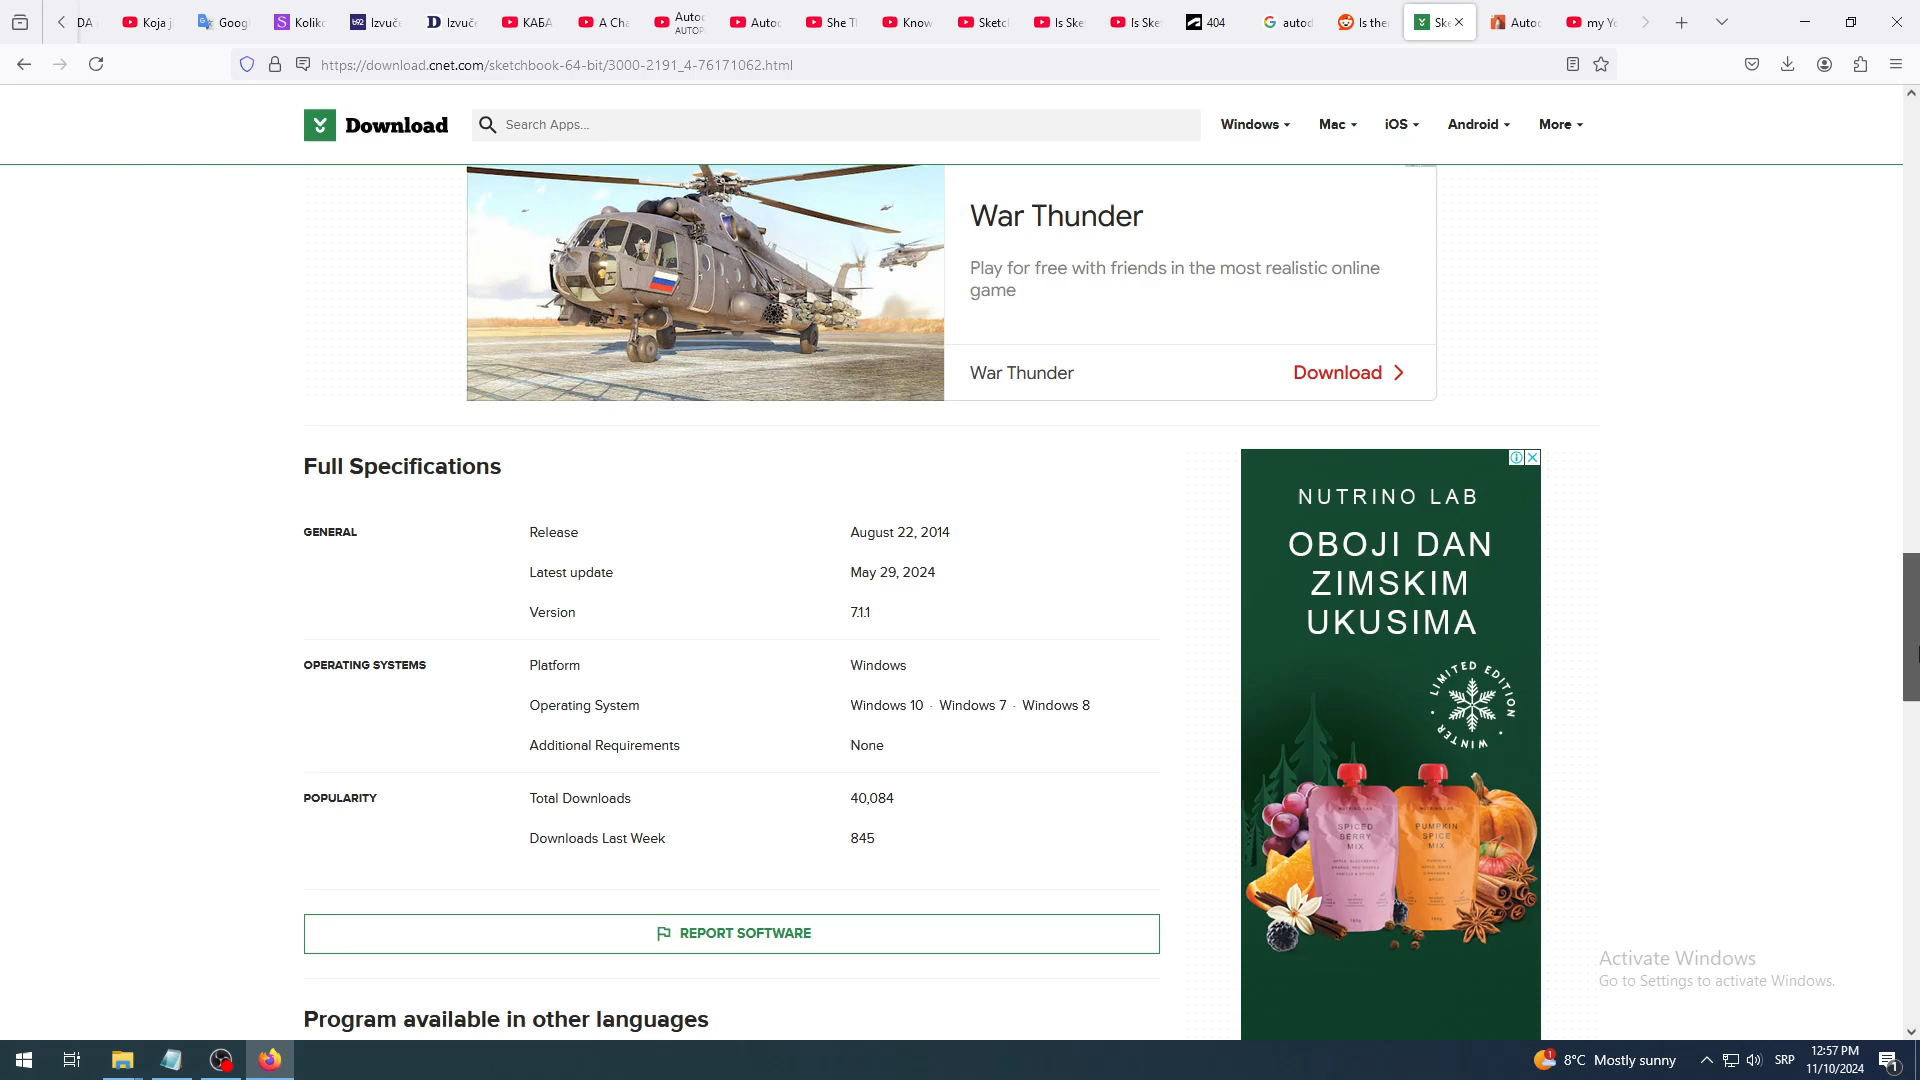 DA
Koja j
Goog
Kolik
Izvuč
Izvuč
КАБА
A Cha
Autoc
AUTOP
Autoc
She T
Know
Sketc
Is Ske
Is Ske
404
autod
Is the
Ske
Autoc
my Yo
https://download.cnet.com/sketchbook-64-bit/3000-2191_4-76171062.html
Download
Search Apps...
Windows
Mac
iOS
Android
More
War Thunder
Play for free with friends in the most realistic online
game
War Thunder
Download
Full Specifications
GENERAL
Release
August 22, 2014
Latest update
May 29, 2024
Version
7.1.1
OPERATING SYSTEMS
Platform
Windows
Operating System
Windows 10 · Windows 7 · Windows 8
Additional Requirements
None
POPULARITY
Total Downloads
40,084
Downloads Last Week
845
REPORT SOFTWARE
Program available in other languages
NUTRINO LAB
OBOJI DAN
ZIMSKIM
UKUSIMA
LIMITED EDITION
WINTER
SPICED
BERRY
MIX
PUMPKIN
SPICE
MIX
Activate Windows
Go to Settings to activate Windows.
1
8°C Mostly sunny
SRP
12:57 PM
11/10/2024
1